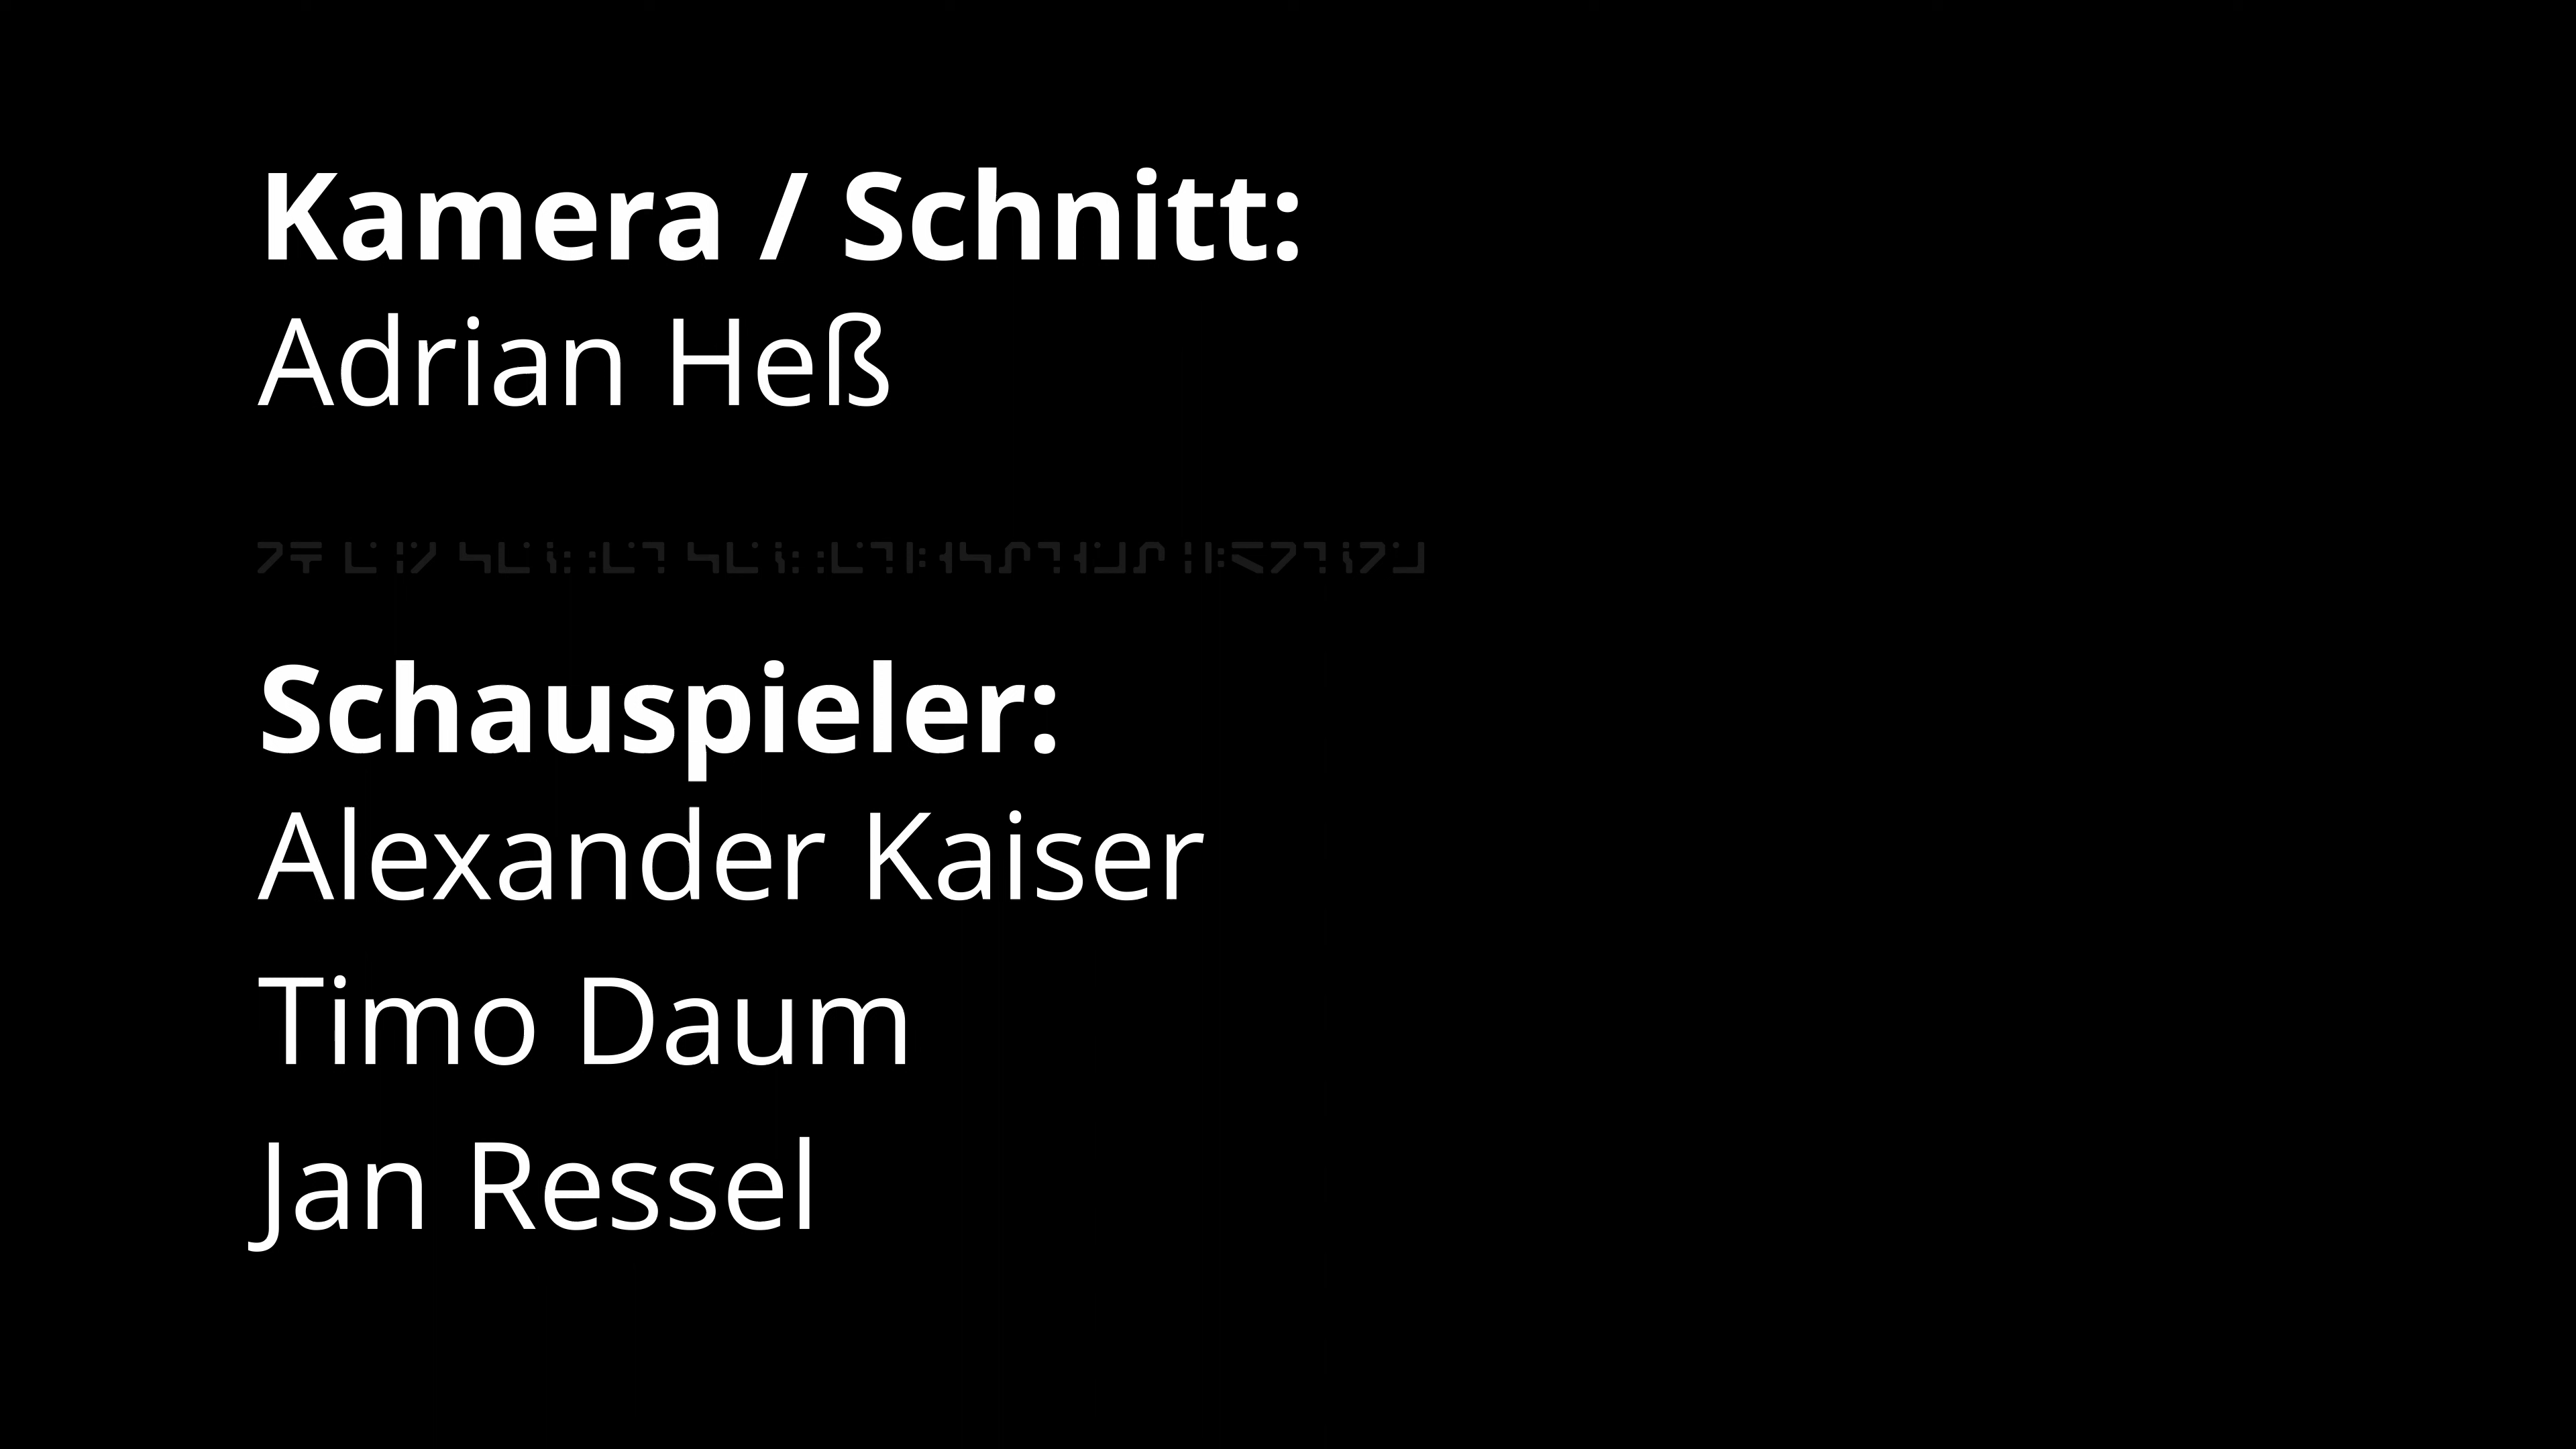 Kamera / Schnitt:
Adrian Heß
Schauspieler:
Alexander Kaiser
Timo Daum
Jan Ressel